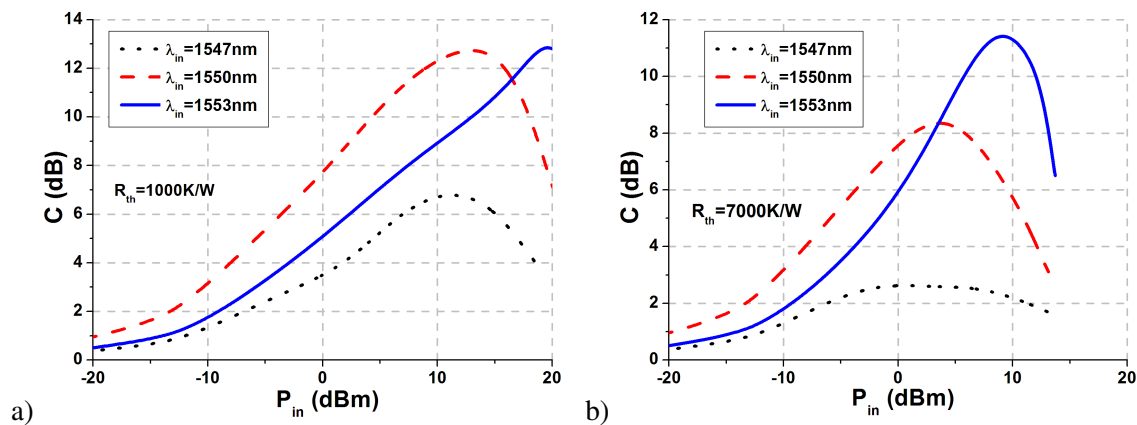 14
12
10
8
6
4
2
0
C (dB)
λin=1547nm
λin=1550nm
λin=1553nm
Rth=1000K/W
-20
-10
0
10
20
Pin (dBm)
a)
12
10
8
6
4
2
0
C (dB)
λin=1547nm
λin=1550nm
λin=1553nm
Rth=7000K/W
-20
-10
0
10
20
Pin (dBm)
b)